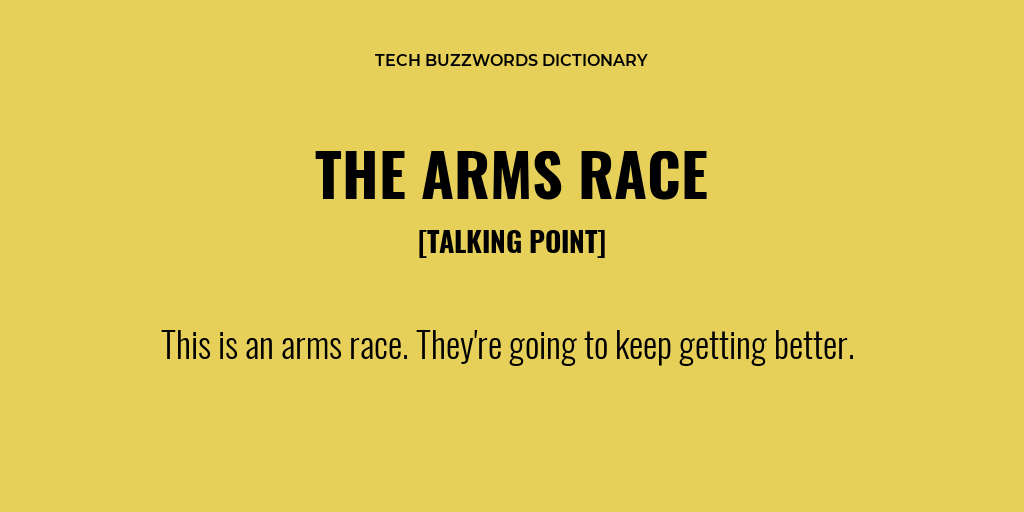 TECH BUZZWORDS DICTIONARY
THE ARMS RACE
[TALKING POINT]
This is an arms race. They're going to keep getting better.